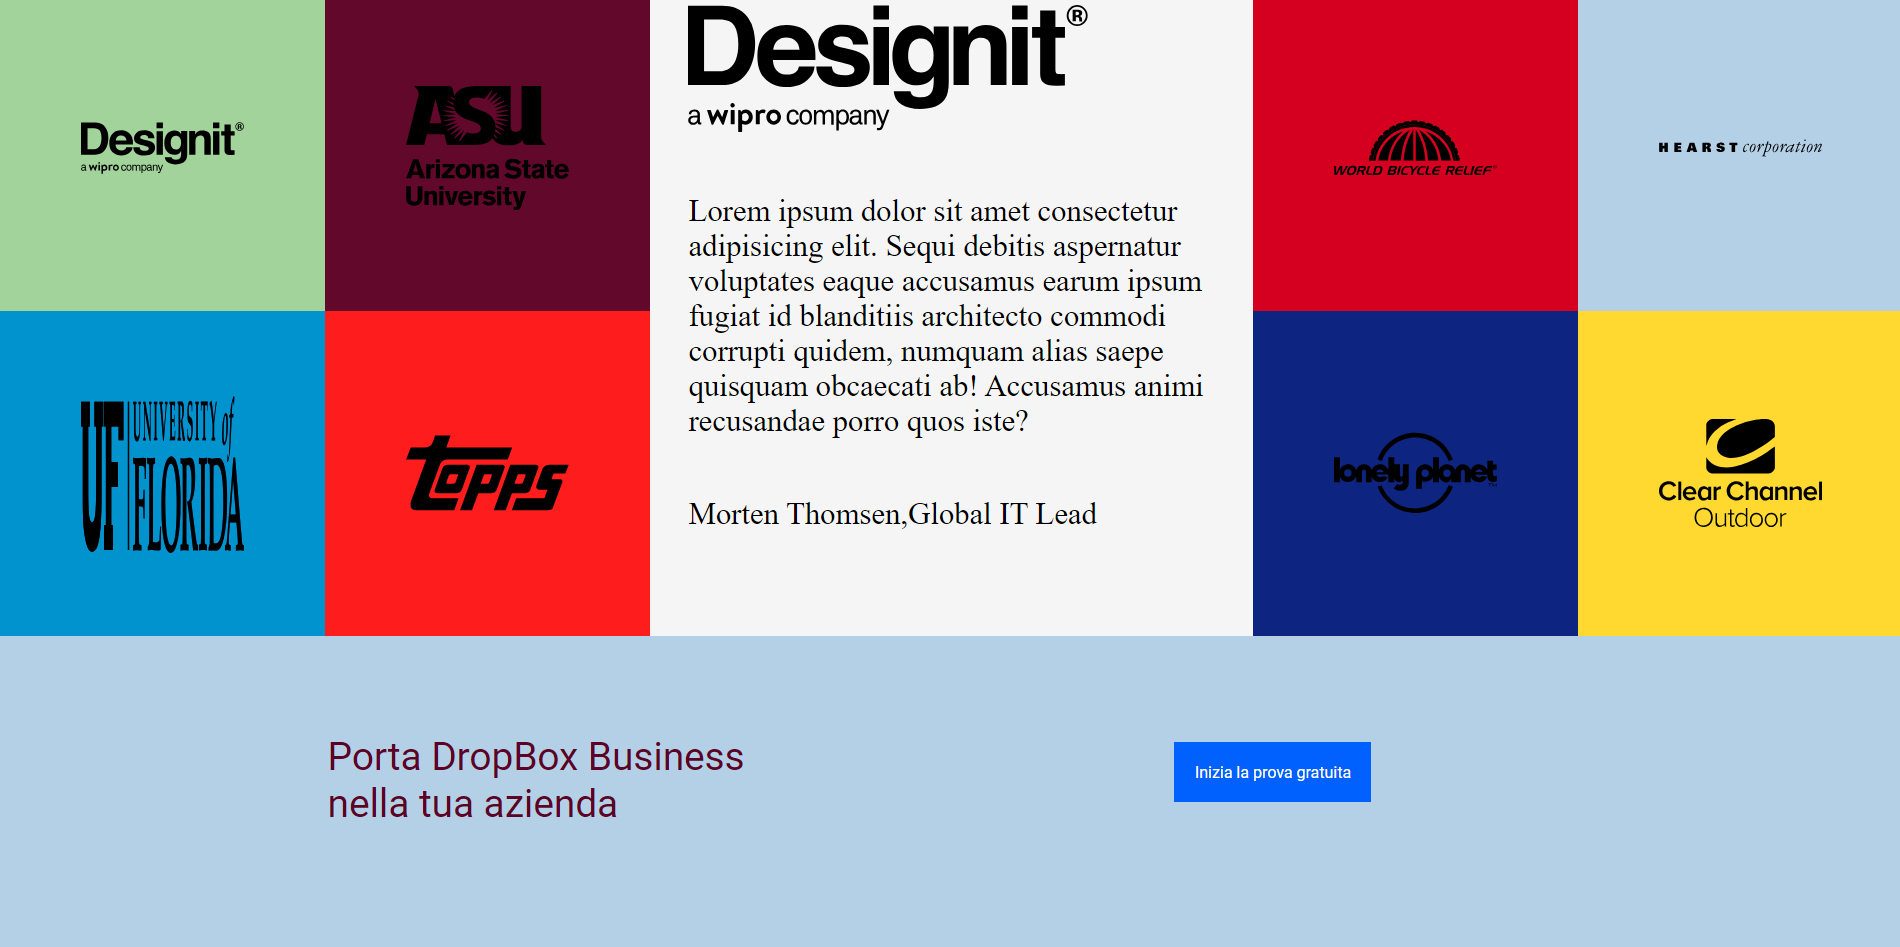 Designit®
a wipro company
ASU
Arizona State
University
Designit®
a wipro company
Lorem ipsum dolor sit amet consectetur
adipisicing elit. Sequi debitis aspernatur
voluptates eaque accusamus earum ipsum
fugiat id blanditiis architecto commodi
corrupti quidem, numquam alias saepe
quisquam obcaecati ab! Accusamus animi
recusandae porro quos iste?
Morten Thomsen,Global IT Lead
WORLD BICYCLE RELIEF
HEARST corporation
UF UNIVERSITY of
FLORIDA
Topps
lonely planet
Clear Channel
Outdoor
Porta DropBox Business
nella tua azienda
Inizia la prova gratuita